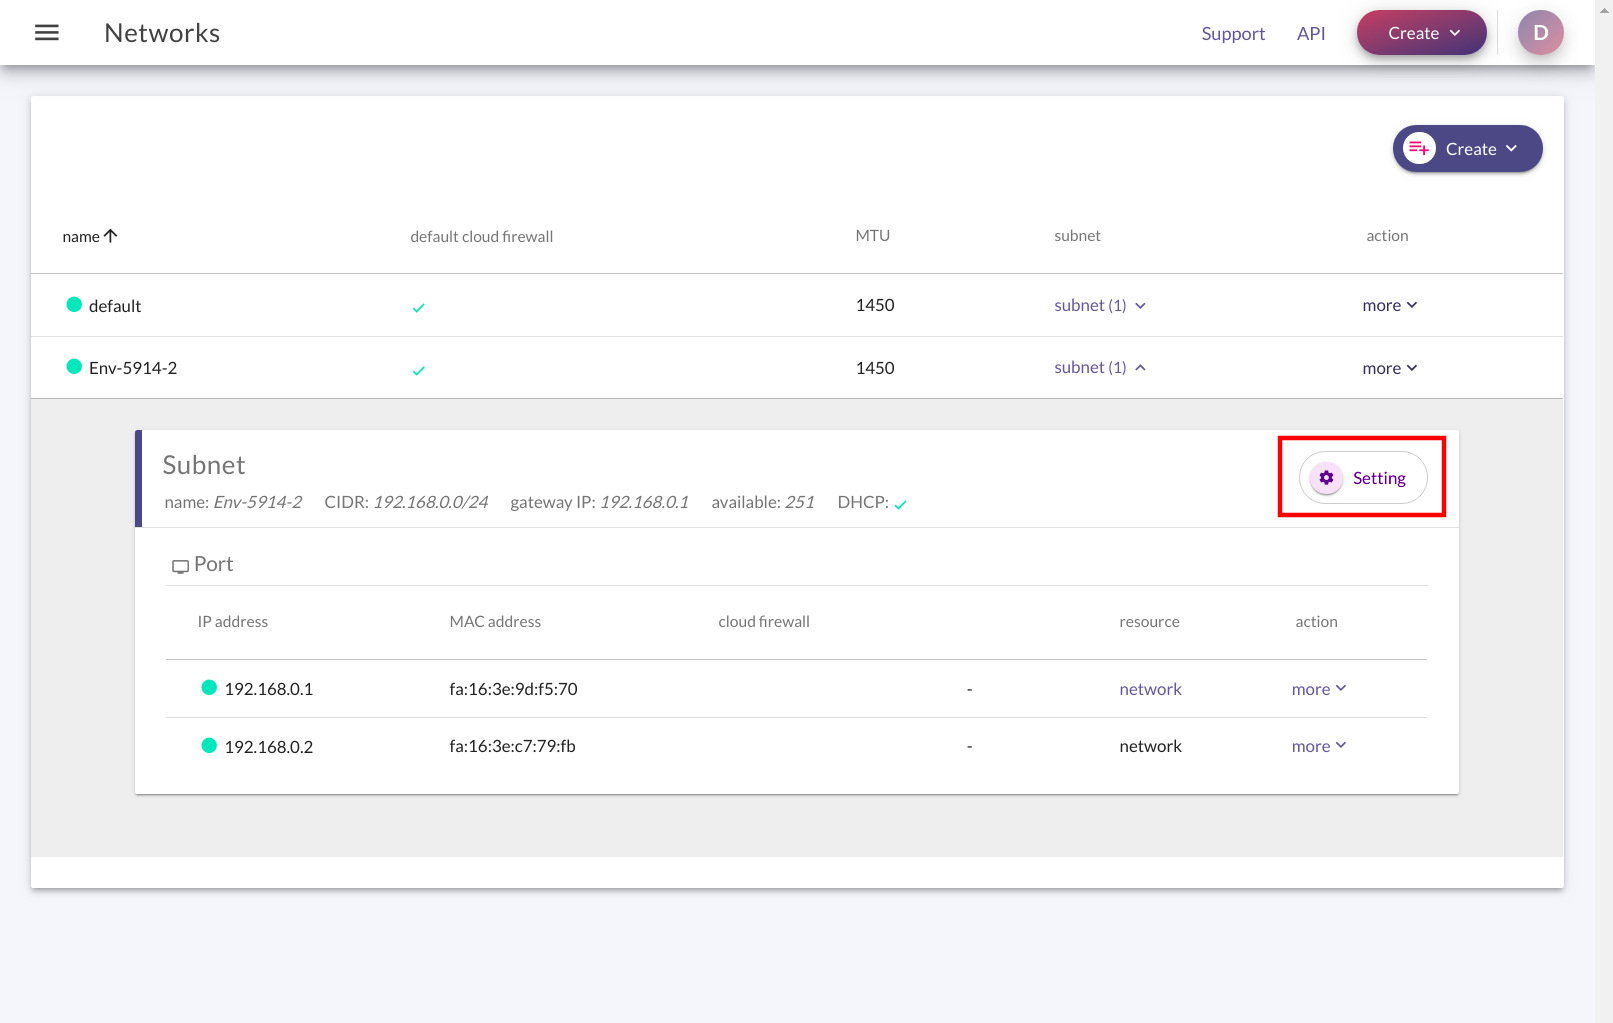 Networks Support API Create D
Create
name default cloud firewall MTU subnet action
default 1450 subnet (1) more
Env-5914-2 1450 subnet (1) more
Subnet
Setting
name: Env-5914-2 CIDR: 192.168.0.0/24 gateway IP: 192.168.0.1 available: 251 DHCP:
Port
IP address MAC address cloud firewall resource action
192.168.0.1 fa:16:3e:9d:f5:70 - network more
192.168.0.2 fa:16:3e:c7:79:fb - network more